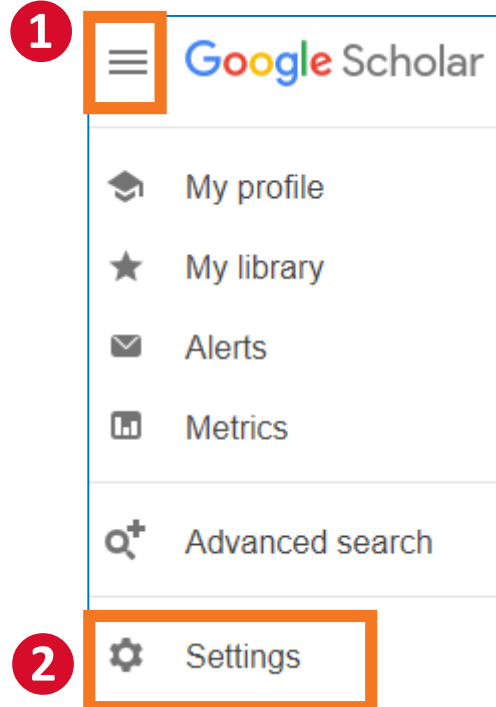 1
Google Scholar
My profile
My library
Alerts
Metrics
Advanced search
2 Settings